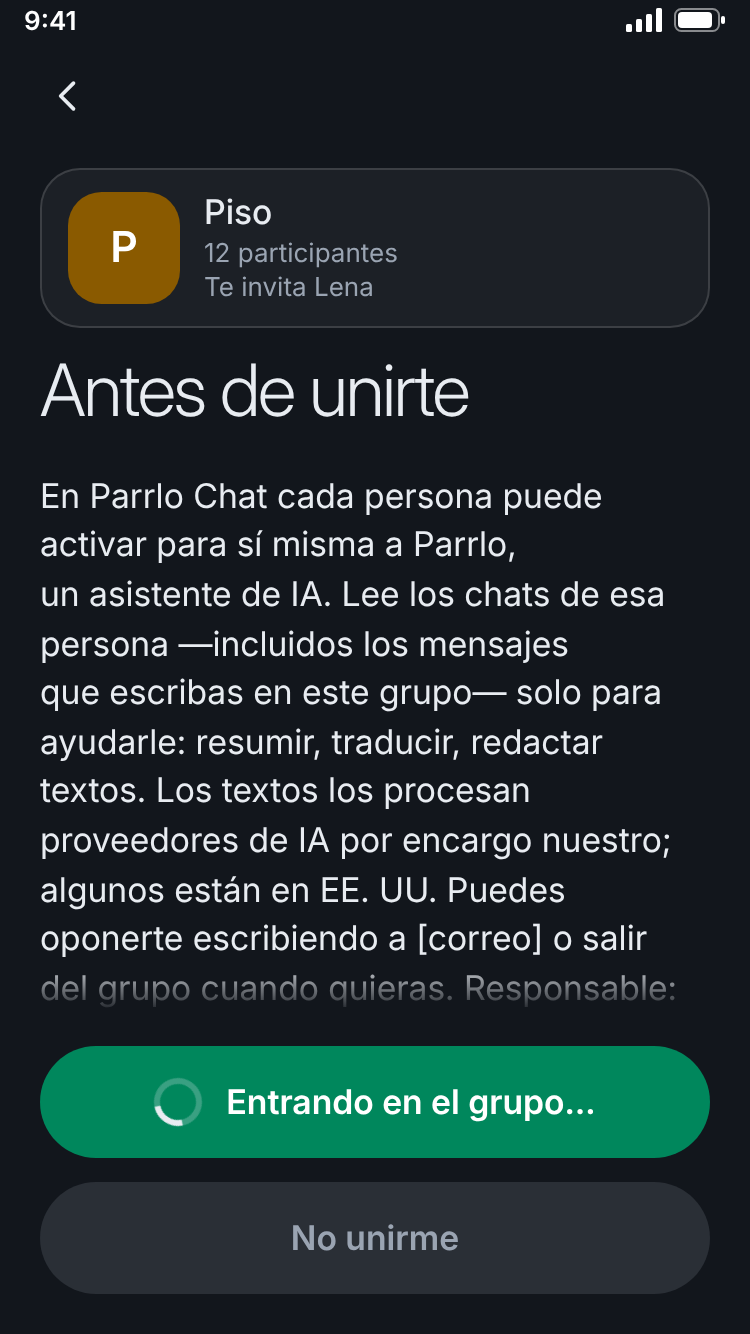 9:41
P
Piso
12 participantes
Te invita Lena
Antes de unirte
En Parrlo Chat cada persona puede
activar para sí misma a Parrlo,
un asistente de IA. Lee los chats de esa
persona —incluidos los mensajes
que escribas en este grupo— solo para
ayudarle: resumir, traducir, redactar
textos. Los textos los procesan
proveedores de IA por encargo nuestro;
algunos están en EE. UU. Puedes
oponerte escribiendo a [correo] o salir
del grupo cuando quieras. Responsable:
Entrando en el grupo...
No unirme